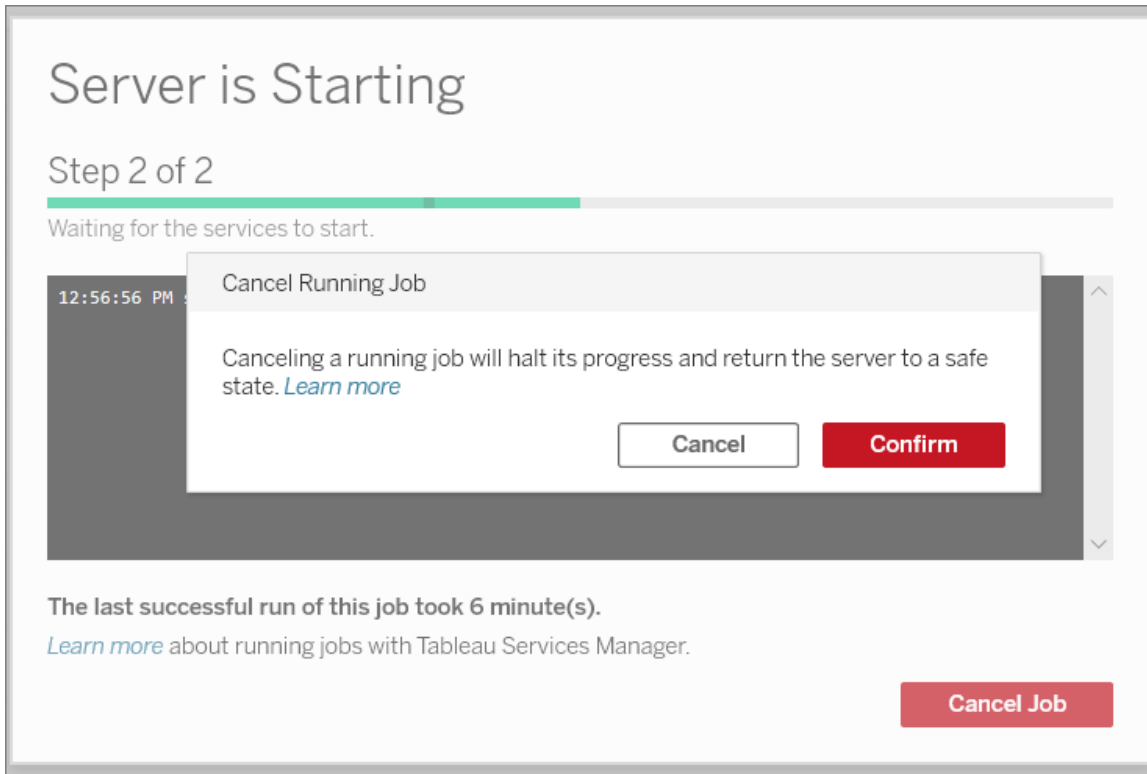 Server is Starting
Step 2 of 2
Waiting for the services to start.
12:56:56 PM
Cancel Running Job
Canceling a running job will halt its progress and return the server to a safe
state. Learn more
Cancel
Confirm
The last successful run of this job took 6 minute(s).
Learn more about running jobs with Tableau Services Manager.
Cancel Job